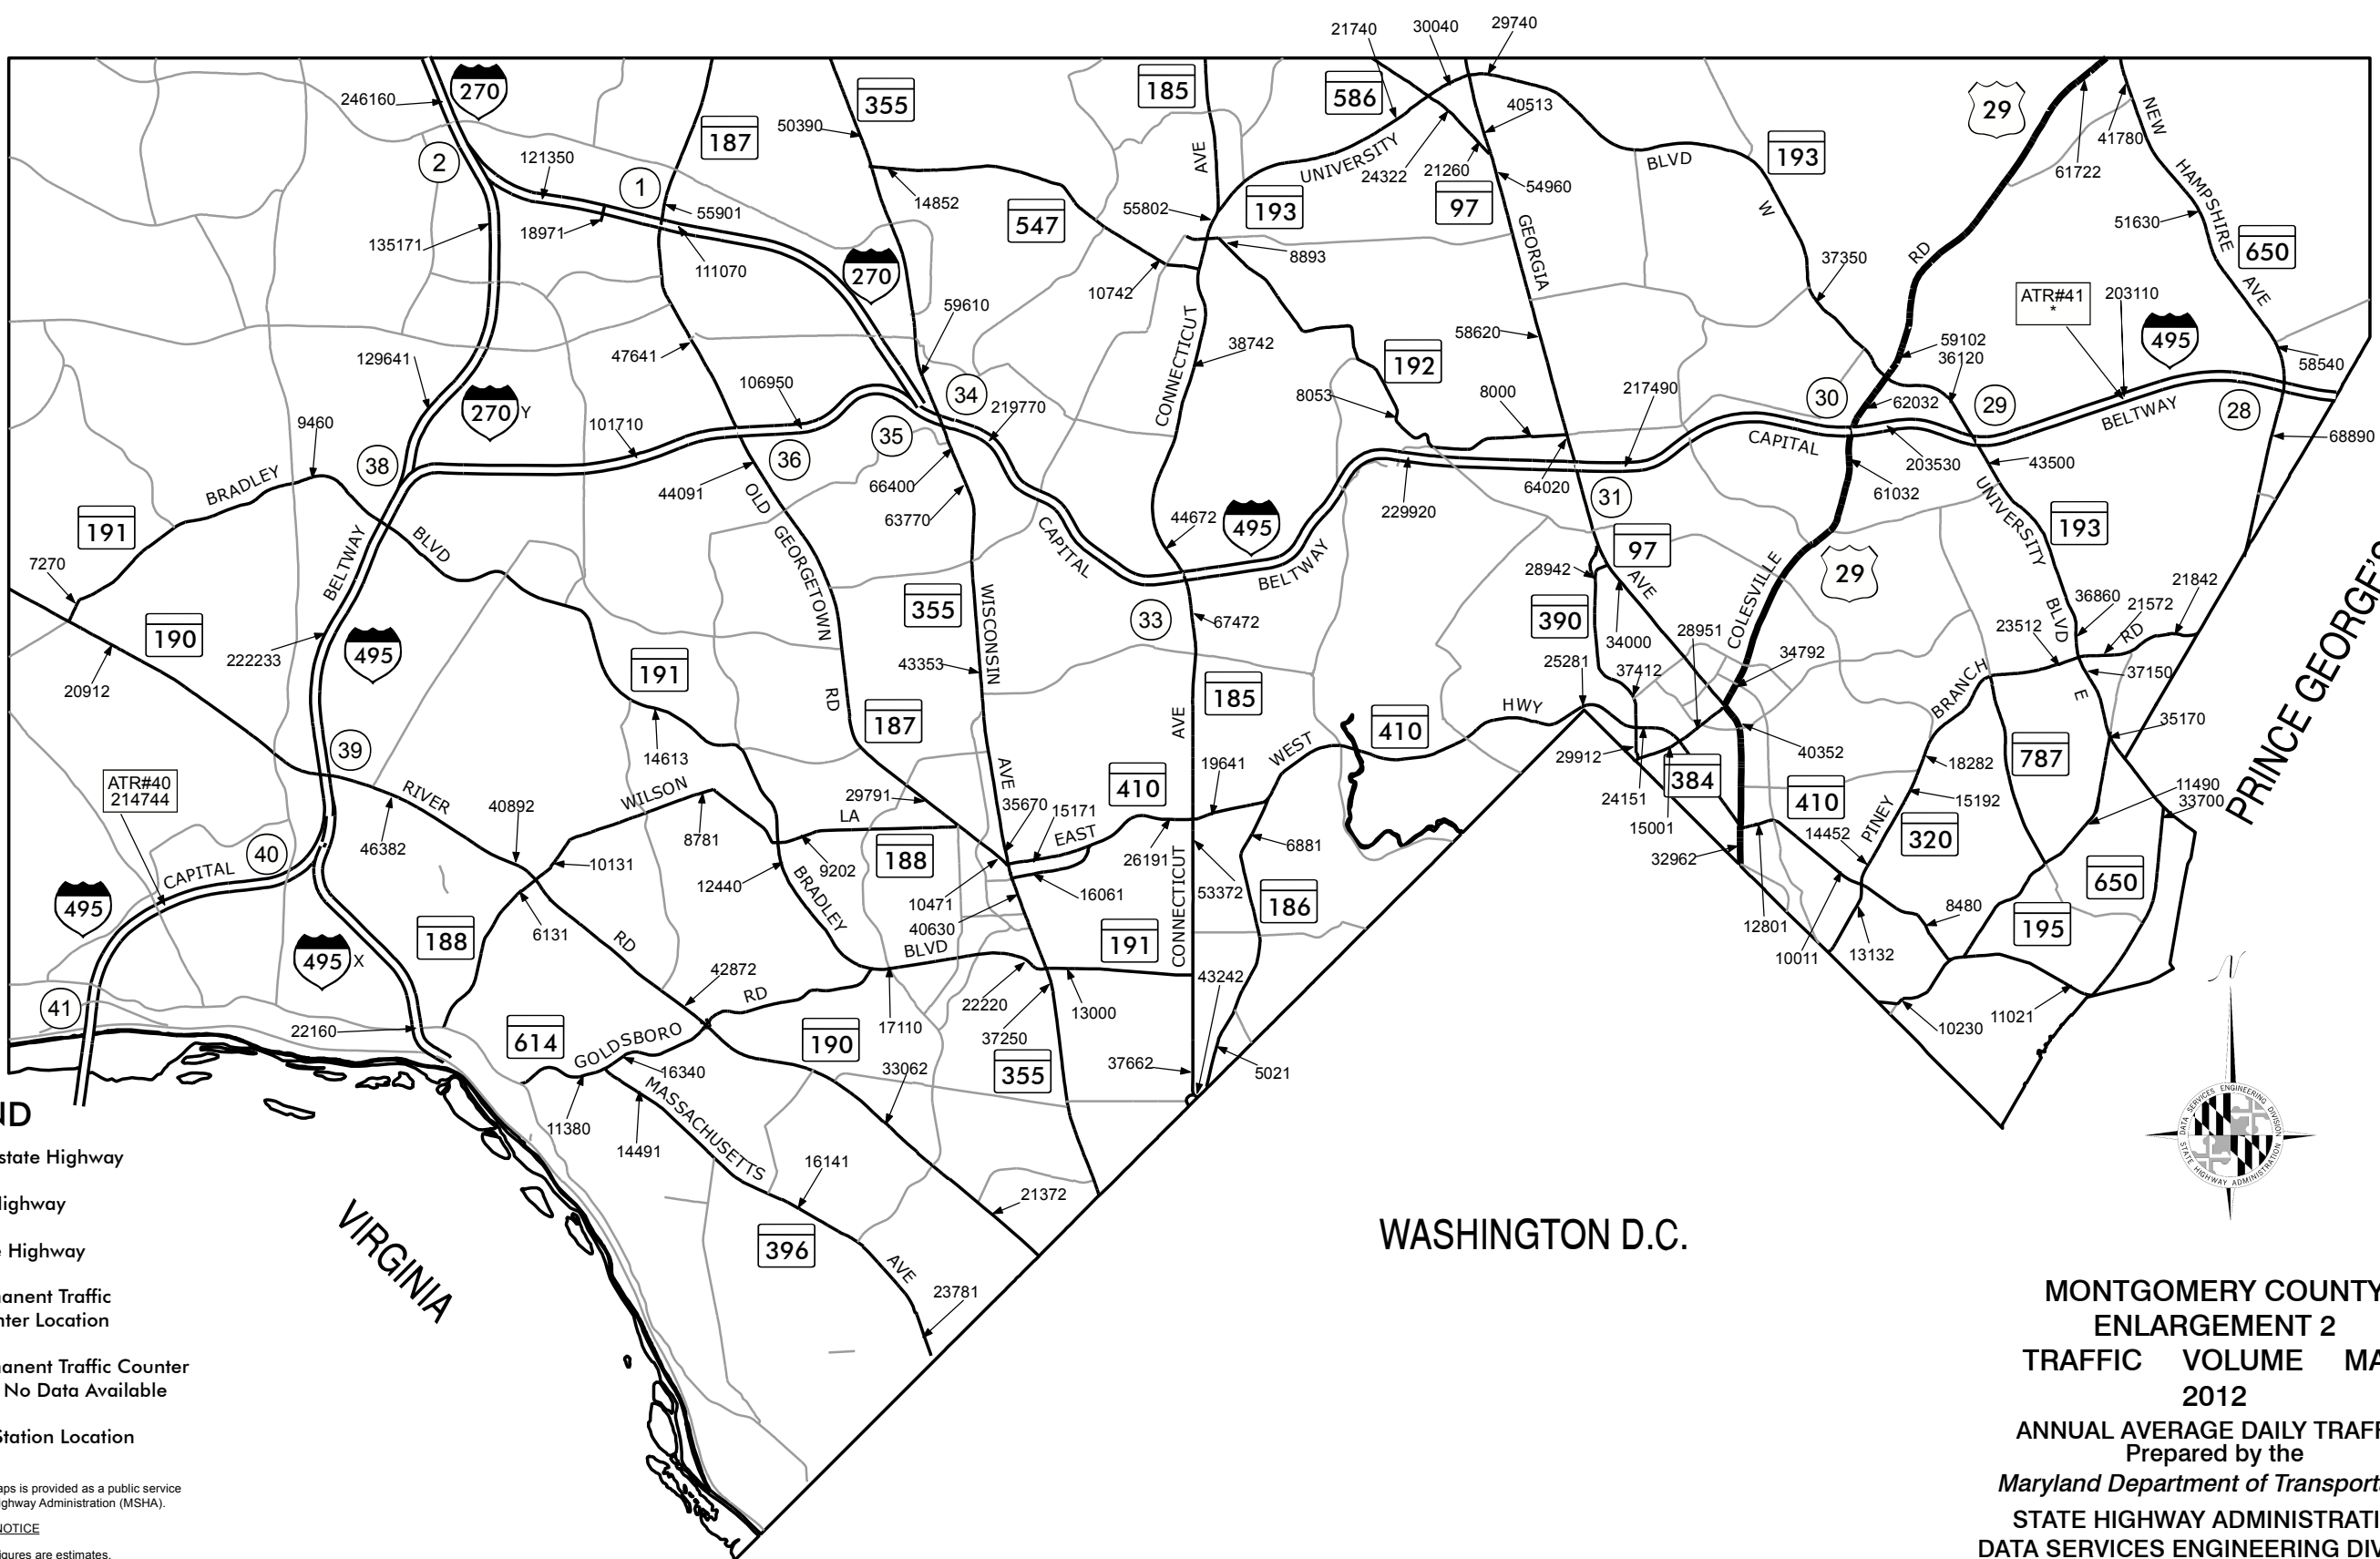 21740 30040 29740
246160 270 187 355 50390 185 586 40513 29 NEW
2 121350 1 AVE UNIVERSITY 24322 21260 BLVD 193 61722 41780
135171 18971 55901 111070 14852 547 55802 193 97 54960 W HAMPSHIRE
270 10742 8893 GEORGIA 37350 RD 51630 650
59610 CONNECTICUT 38742 58620 ATR#41 203110 AVE
*
129641 47641 106950 34 192 59102 495
36120 58540
270 Y 101710 35 219770 8053 8000 217490 30 62032 29 28
9460 38 44091 36 66400 CAPITAL 203530 BELTWAY 68890
BRADLEY 191 BLVD OLD GEORGETOWN 63770 CAPITAL 44672 495 229920 64020 31 61032 43500 UNIVERSITY 193
7270 BELTWAY BELTWAY 28942 97 AVE COLESVILLE 29
190 222233 495 355 WISCONSIN 33 67472 390 34000 28951 BLVD 36860 21572 RD 21842
20912 191 RD 43353 185 25281 37412 34792 23512 37150 E
187 HWY BRANCH PRINCE GEORGE'S
39 14613 AVE 410 WEST 410 29912 384 40352 18282 787 35170
ATR#40
214744
RIVER 40892 WILSON 29791 AVE 19641 24151 410 15192 11490
46382 8781 LA 35670 15171 EAST 15001 14452 PINEY 33700
40 CAPITAL 10131 9202 188 26191 6881 32962 320
495 12440 BRADLEY 10471 16061 53372 186 650
188 6131 40630 191 CONNECTICUT 12801 8480 195
495 X RD BLVD 10011 13132
41 42872 RD 22220 13000 43242
22160 614 GOLDSBORO 17110 37250 10230 11021
190 33062 355 37662 5021
16340
11380 MASSACHUSETTS
14491 16141 21372
396 AVE
23781
VIRGINIA
WASHINGTON D.C.
ND
state Highway
Highway
e Highway
manent Traffic
nter Location
manent Traffic Counter
No Data Available
Station Location
aps is provided as a public service
ighway Administration (MSHA).
NOTICE
igures are estimates.
DATA SERVICES ENGINEERING DIVISION
STATE HIGHWAY ADMINISTRATION
MONTGOMERY COUNTY
ENLARGEMENT 2
TRAFFIC VOLUME MA
2012
ANNUAL AVERAGE DAILY TRAFF
Prepared by the
Maryland Department of Transport
STATE HIGHWAY ADMINISTRATI
DATA SERVICES ENGINEERING DIV